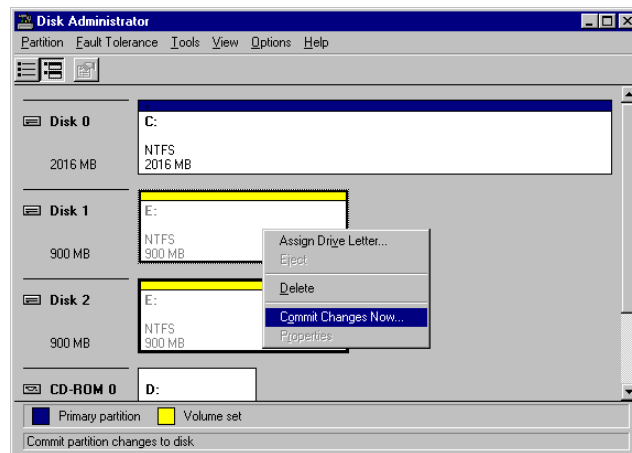 Disk Administrator
Partition Fault Tolerance Tools View Options Help
Disk 0
2016 MB
C:
NTFS
2016 MB
Disk 1
900 MB
E:
NTFS
900 MB
Assign Drive Letter...
Eject
Delete
Commit Changes Now...
Properties
Disk 2
900 MB
E:
NTFS
900 MB
CD-ROM 0
D:
Primary partition Volume set
Commit partition changes to disk